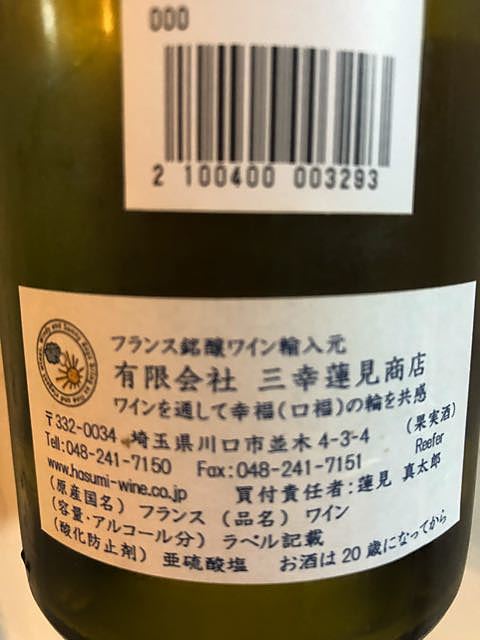 000
2 100400 003293
フランス銘醸ワイン輸入元
有限会社 三幸蓮見商店
ワインを通して幸福(口福)の輪を共感
〒332-0034 埼玉県川口市並木4-3-4 (果実酒)
Tell:048-241-7150 Fax:048-241-7151 Reefer
www.hasumi-wine.co.jp 買付責任者:蓮見 真太郎
(原産国名) フランス (品名) ワイン
(容量・アルコール分) ラベル記載
(酸化防止剤) 亜硫酸塩 お酒は20歳になってから